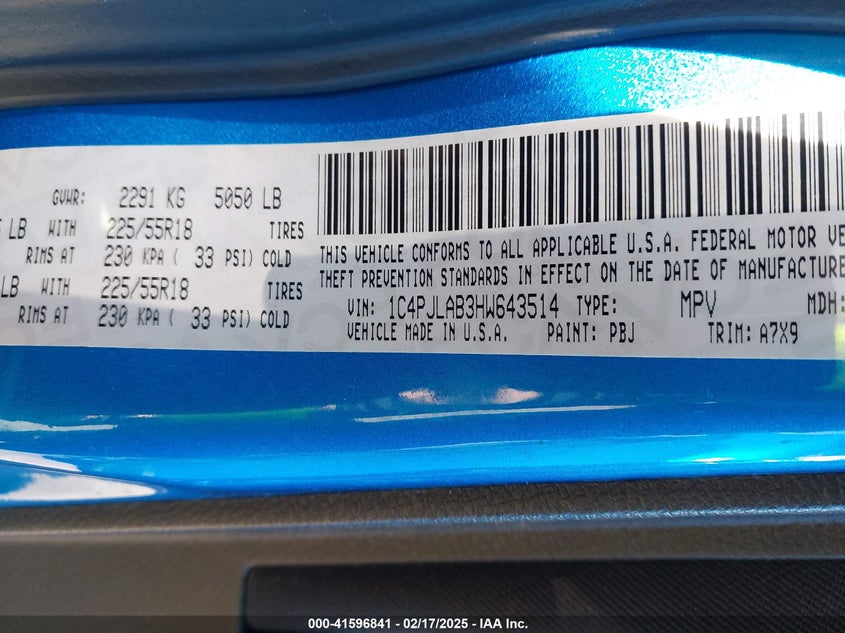 GVWR: 2291 KG 5050 LB
LB WITH 225/55R18 TIRES
RIMS AT 230 KPA ( 33 PSI) COLD
LB WITH 225/55R18 TIRES
RIMS AT 230 KPA ( 33 PSI) COLD
THIS VEHICLE CONFORMS TO ALL APPLICABLE U.S.A. FEDERAL MOTOR VE
THEFT PREVENTION STANDARDS IN EFFECT ON THE DATE OF MANUFACTURE
VIN: 1C4PJLAB3HW643514 TYPE: MPV MDH:
VEHICLE MADE IN U.S.A. PAINT: PBJ TRIM: A7X9
000-41596841 — 02/17/2025 — IAA Inc.